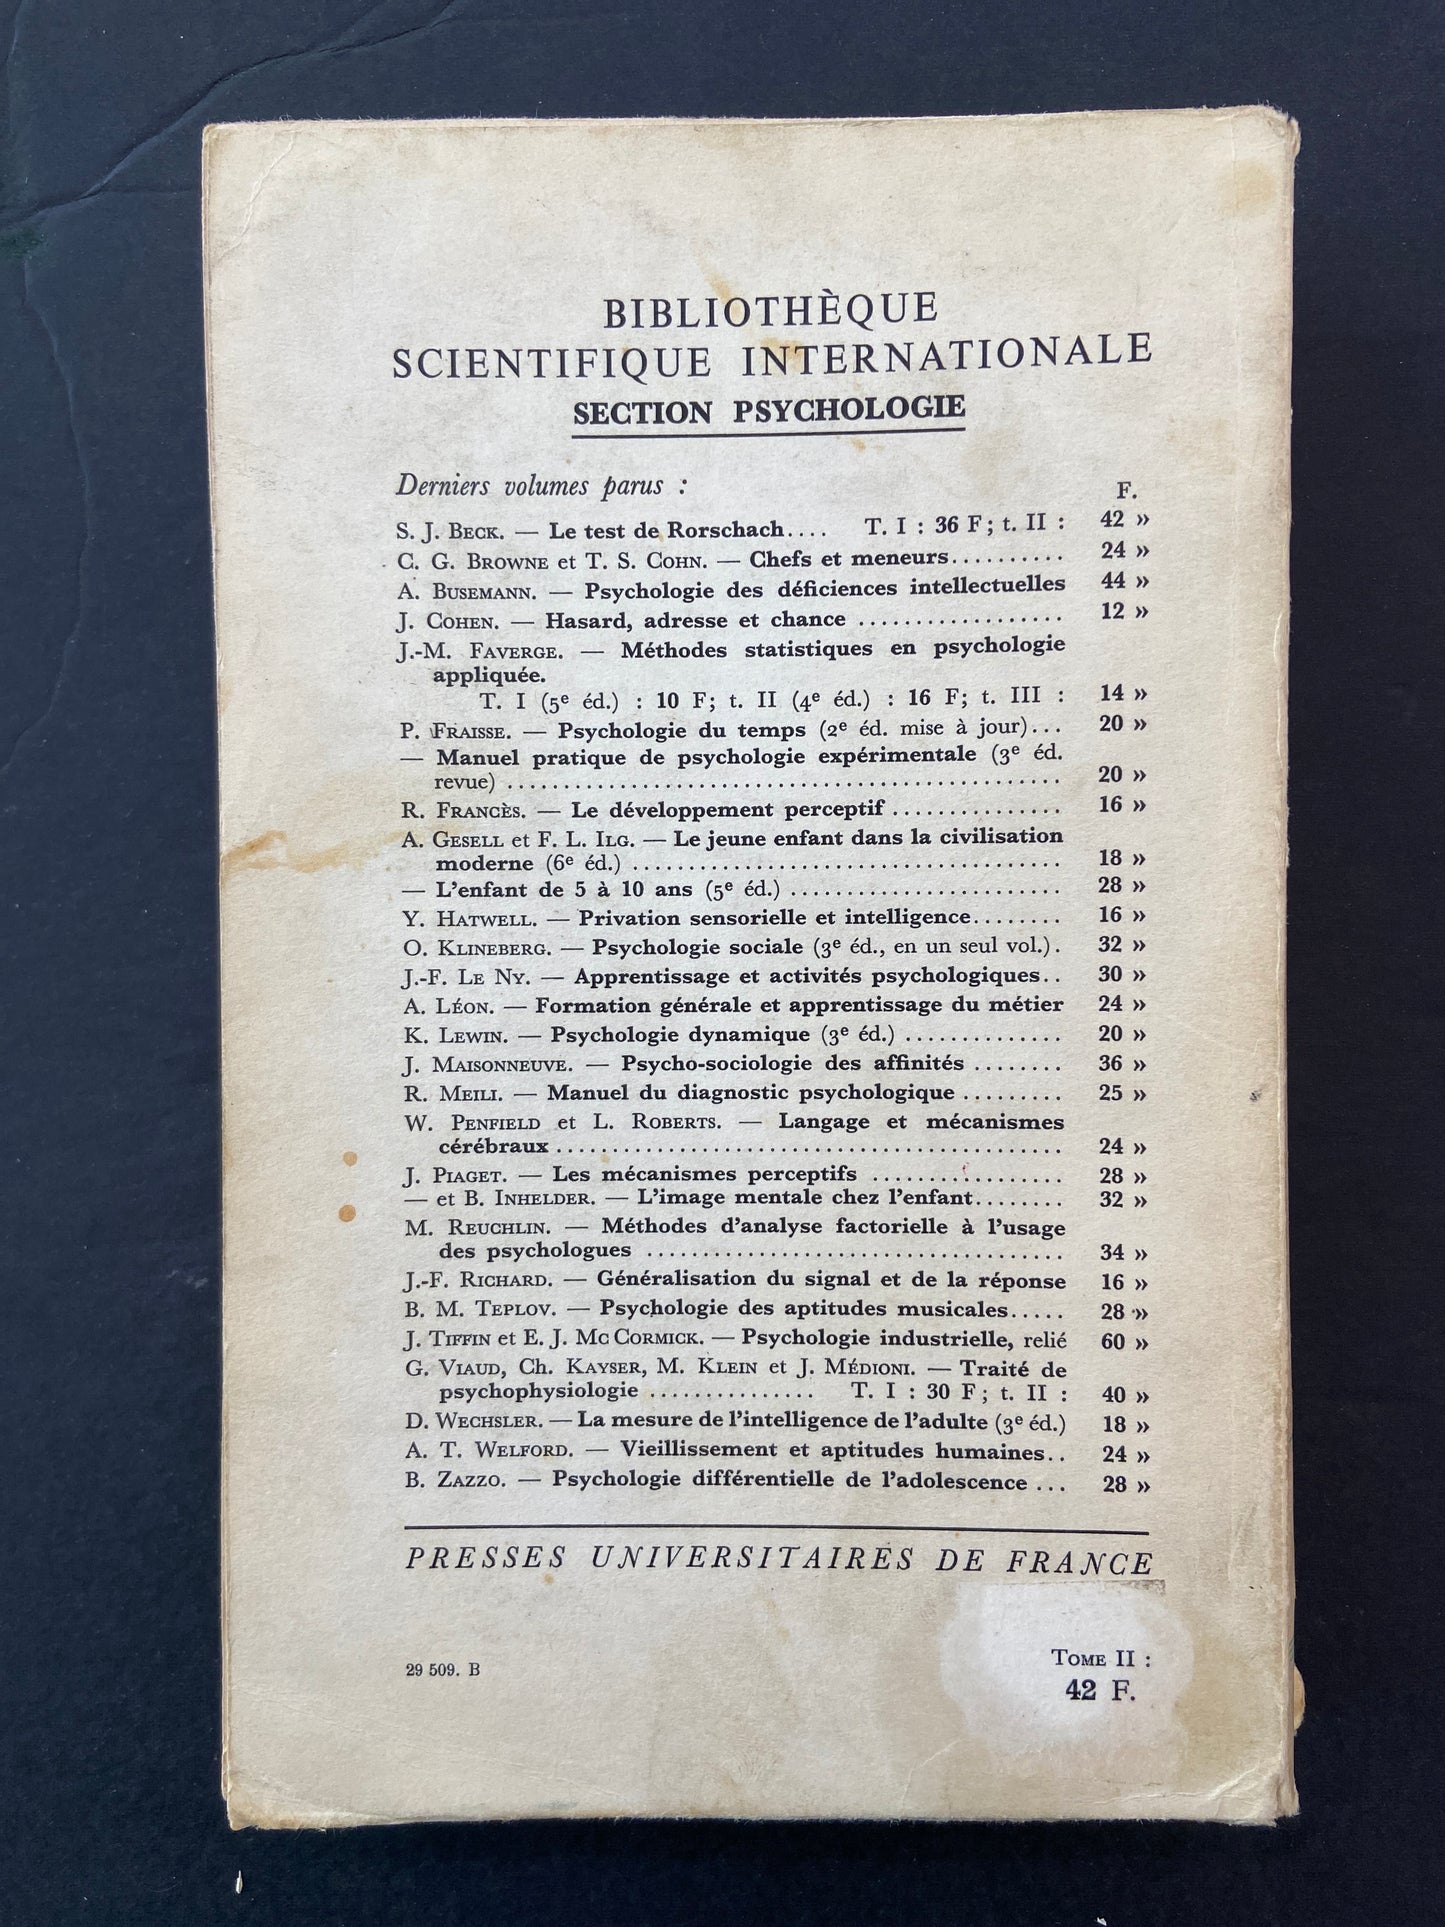 BIBLIOTHÈQUE
SCIENTIFIQUE INTERNATIONALE
SECTION PSYCHOLOGIE
Derniers volumes parus :
F.
S. J. BECK. — Le test de Rorschach.... T. I : 36 F; t. II : 42 »
C. G. BROWNE et T. S. COHN. — Chefs et meneurs.......... 24 »
A. BUSEMANN. — Psychologie des déficiences intellectuelles 44 »
J. COHEN. — Hasard, adresse et chance .................. 12 »
J.-M. FAVERGE. — Méthodes statistiques en psychologie
appliquée.
T. I (5e éd.) : 10 F; t. II (4e éd.) : 16 F; t. III : 14 »
P. FRAISSE. — Psychologie du temps (2e éd. mise à jour)... 20 »
— Manuel pratique de psychologie expérimentale (3e éd.
revue) .................................................. 20 »
R. FRANCÈS. — Le développement perceptif ............... 16 »
A. GESELL et F. L. ILG. — Le jeune enfant dans la civilisation
moderne (6e éd.) ........................................ 18 »
— L'enfant de 5 à 10 ans (5e éd.) ......................... 28 »
Y. HATWELL. — Privation sensorielle et intelligence........ 16 »
O. KLINEBERG. — Psychologie sociale (3e éd., en un seul vol.). 32 »
J.-F. LE NY. — Apprentissage et activités psychologiques.. 30 »
A. LÉON. — Formation générale et apprentissage du métier 24 »
K. LEWIN. — Psychologie dynamique (3e éd.) .............. 20 »
J. MAISONNEUVE. — Psycho-sociologie des affinités ........ 36 »
R. MEILI. — Manuel du diagnostic psychologique ......... 25 »
W. PENFIELD et L. ROBERTS. — Langage et mécanismes
cérébraux .............................................. 24 »
J. PIAGET. — Les mécanismes perceptifs ................. 28 »
— et B. INHELDER. — L'image mentale chez l'enfant........ 32 »
M. REUCHLIN. — Méthodes d'analyse factorielle à l'usage
des psychologues ...................................... 34 »
J.-F. RICHARD. — Généralisation du signal et de la réponse 16 »
B. M. TEPLOV. — Psychologie des aptitudes musicales..... 28 »
J. TIFFIN et E. J. MC CORMICK. — Psychologie industrielle, relié 60 »
G. VIAUD, Ch. KAYSER, M. KLEIN et J. MÉDIONI. — Traité de
psychophysiologie ............... T. I : 30 F; t. II : 40 »
D. WECHSLER. — La mesure de l'intelligence de l'adulte (3e éd.) 18 »
A. T. WELFORD. — Vieillissement et aptitudes humaines.. 24 »
B. ZAZZO. — Psychologie différentielle de l'adolescence ... 28 »
PRESSES UNIVERSITAIRES DE FRANCE
29 509. B
TOME II :
42 F.